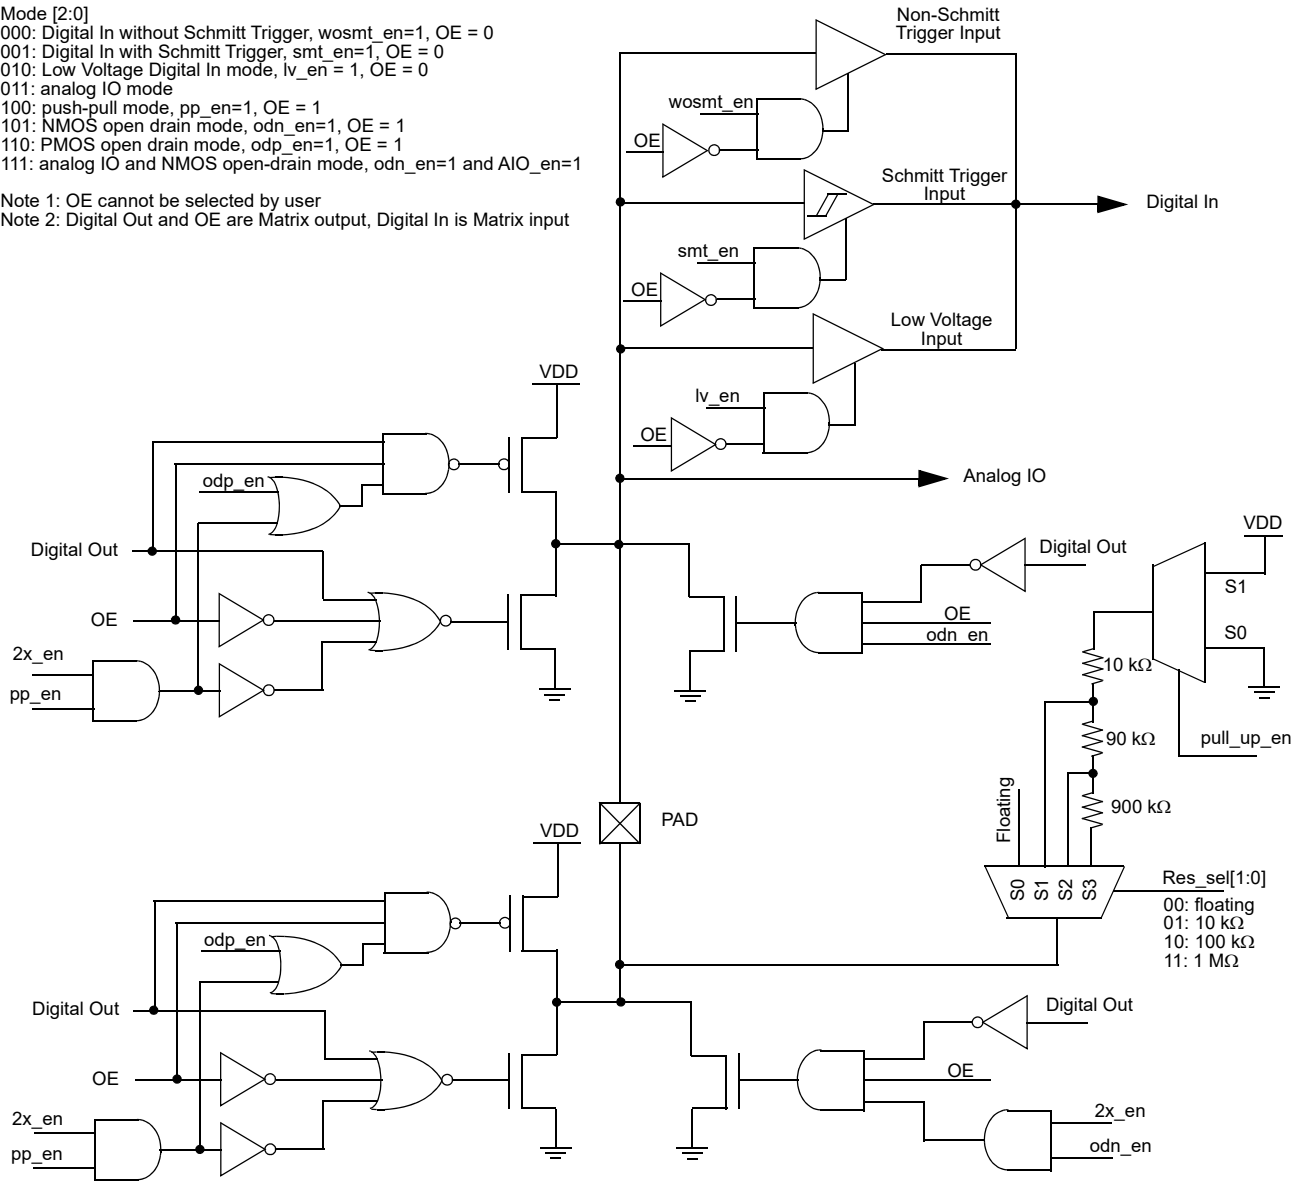 Mode [2:0]
000: Digital In without Schmitt Trigger, wosmt_en=1, OE = 0
001: Digital In with Schmitt Trigger, smt_en=1, OE = 0
010: Low Voltage Digital In mode, lv_en = 1, OE = 0
011: analog IO mode
100: push-pull mode, pp_en=1, OE = 1
101: NMOS open drain mode, odn_en=1, OE = 1
110: PMOS open drain mode, odp_en=1, OE = 1
111: analog IO and NMOS open-drain mode, odn_en=1 and AIO_en=1
Note 1: OE cannot be selected by user
Note 2: Digital Out and OE are Matrix output, Digital In is Matrix input
Non-Schmitt
Trigger Input
wosmt_en
OE
Schmitt Trigger
Input
Digital In
smt_en
OE
Low Voltage
Input
lv_en
OE
Analog IO
VDD
odp_en
Digital Out
OE
2x_en
pp_en
Digital Out
OE
odn_en
VDD
S1
S0
pull_up_en
10 kΩ
90 kΩ
900 kΩ
Floating
S0
S1
S2
S3
Res_sel[1:0]
00: floating
01: 10 kΩ
10: 100 kΩ
11: 1 MΩ
PAD
VDD
odp_en
Digital Out
OE
2x_en
pp_en
Digital Out
OE
2x_en
odn_en